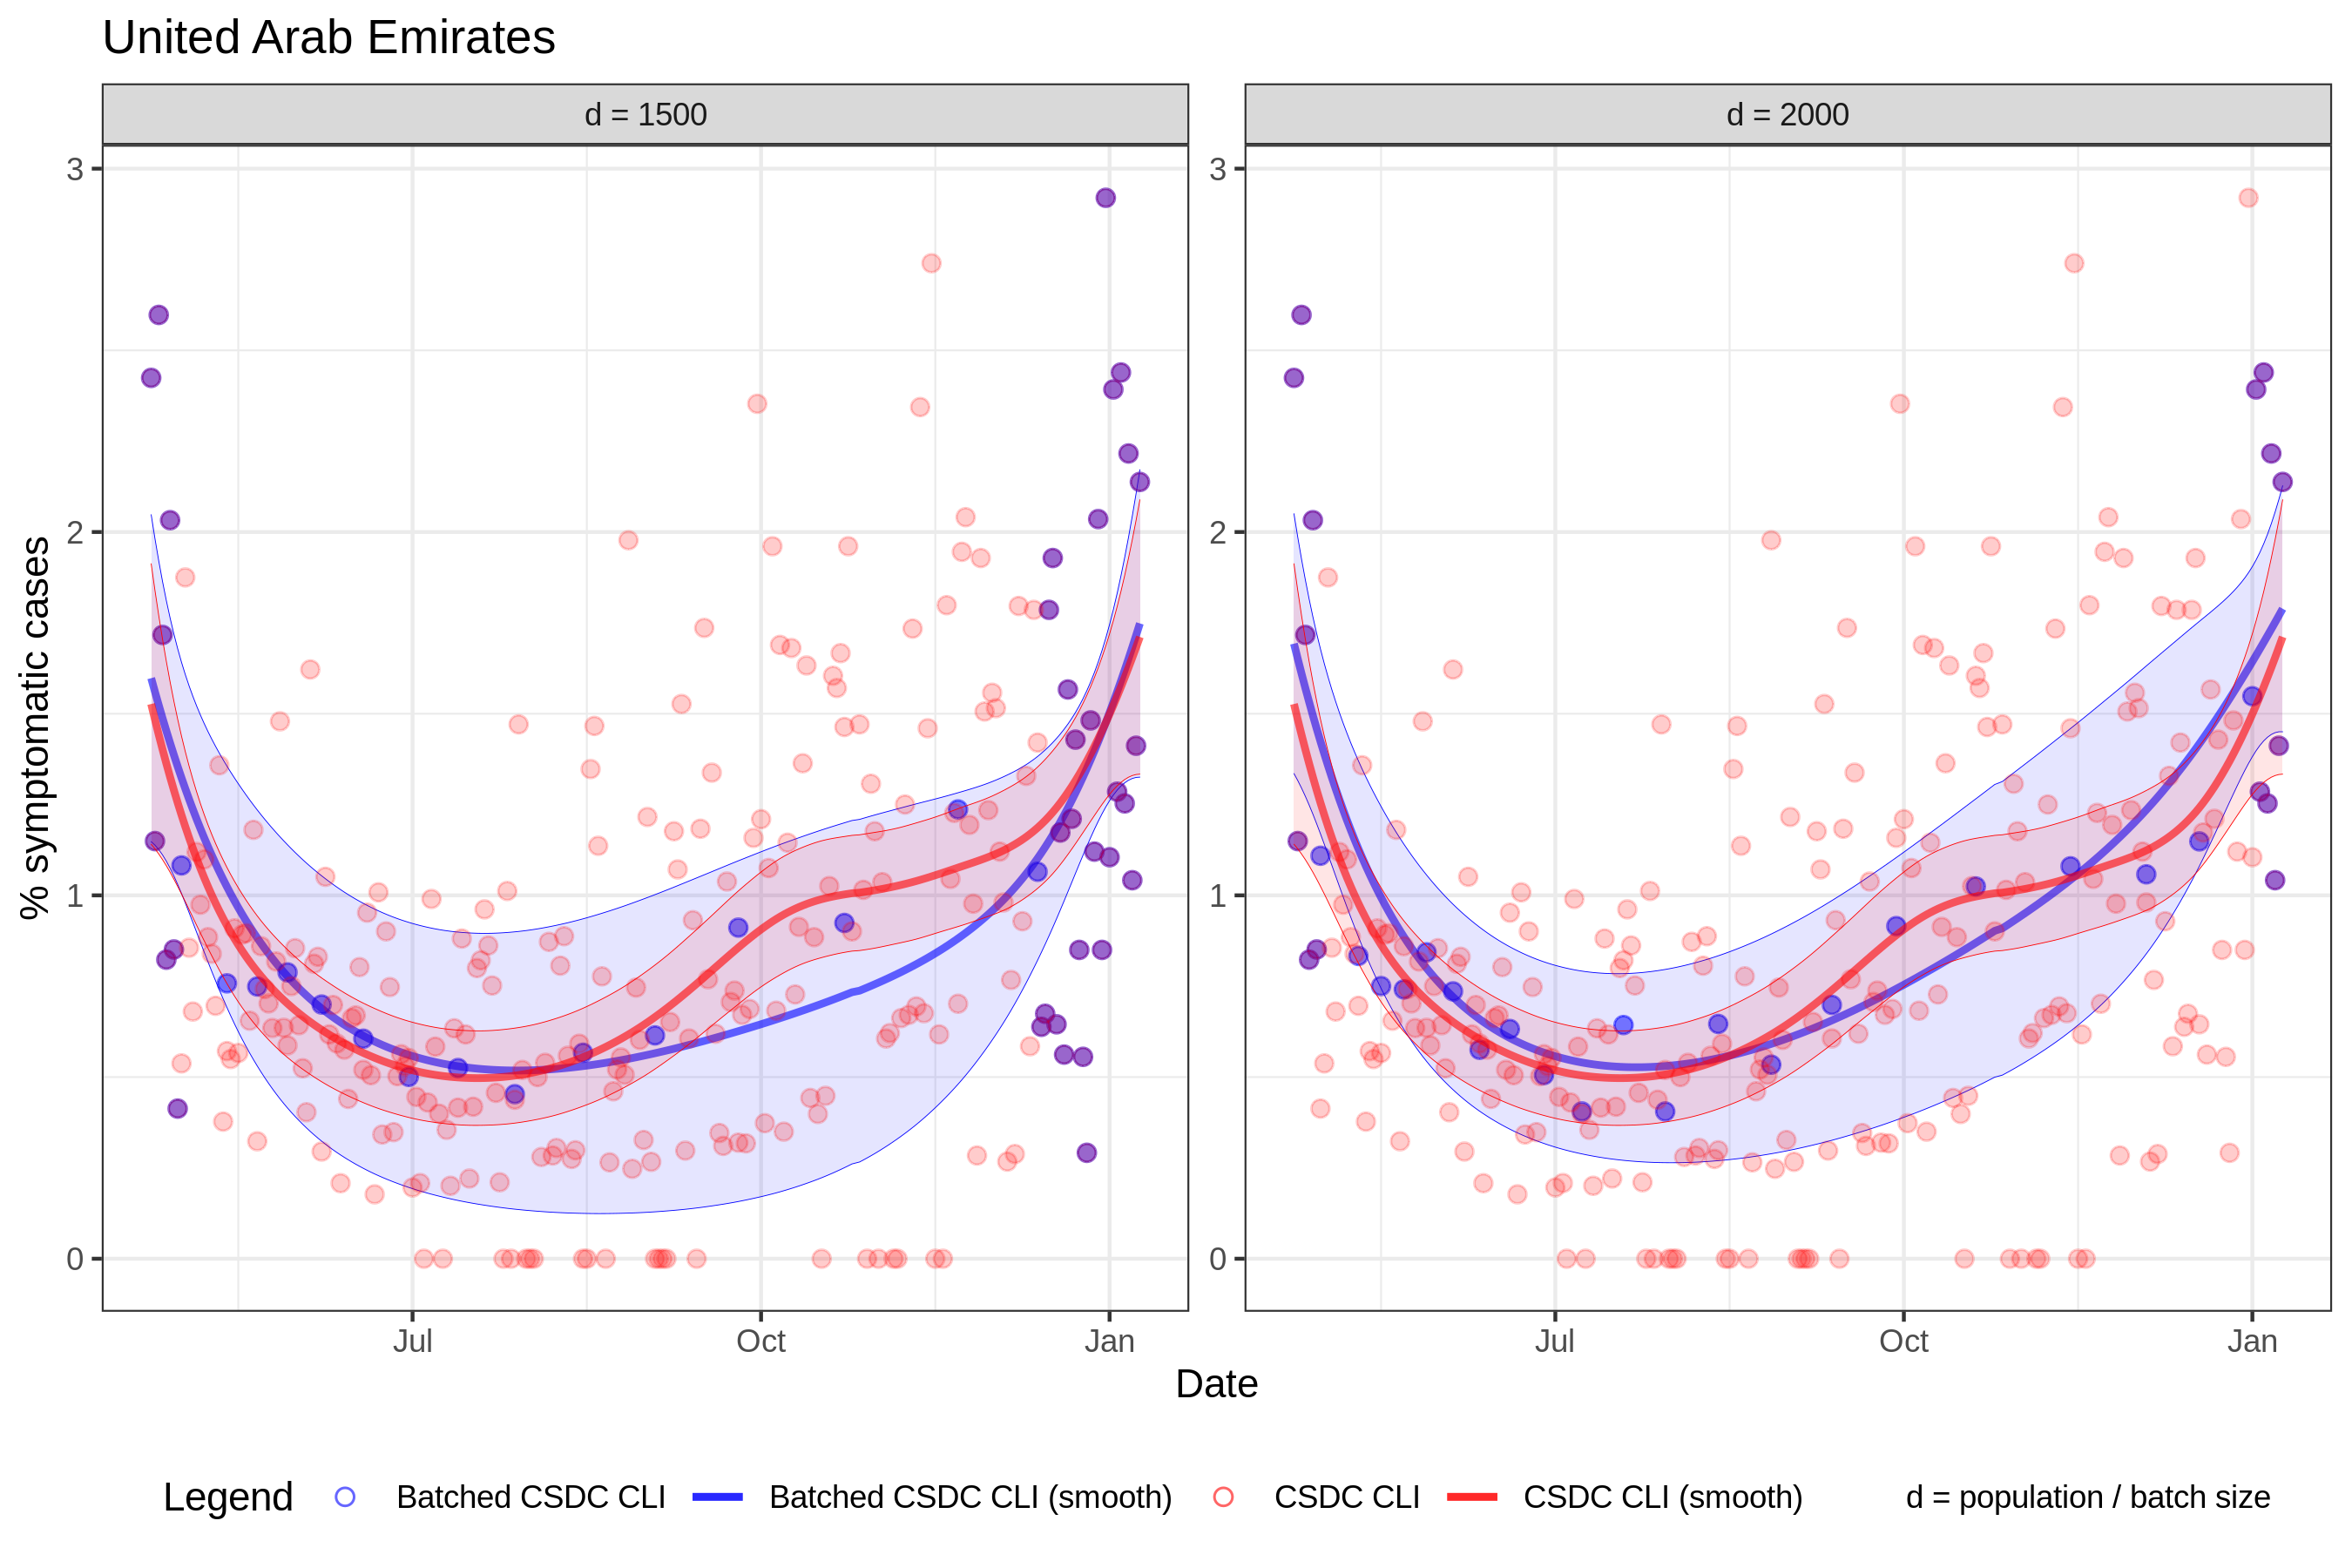 United Arab Emirates
d = 1500
d = 2000
3
2
1
0
3
2
1
0
% symptomatic cases
Jul
Oct
Jan
Jul
Oct
Jan
Date
Legend Batched CSDC CLI Batched CSDC CLI (smooth) CSDC CLI CSDC CLI (smooth) d = population / batch size